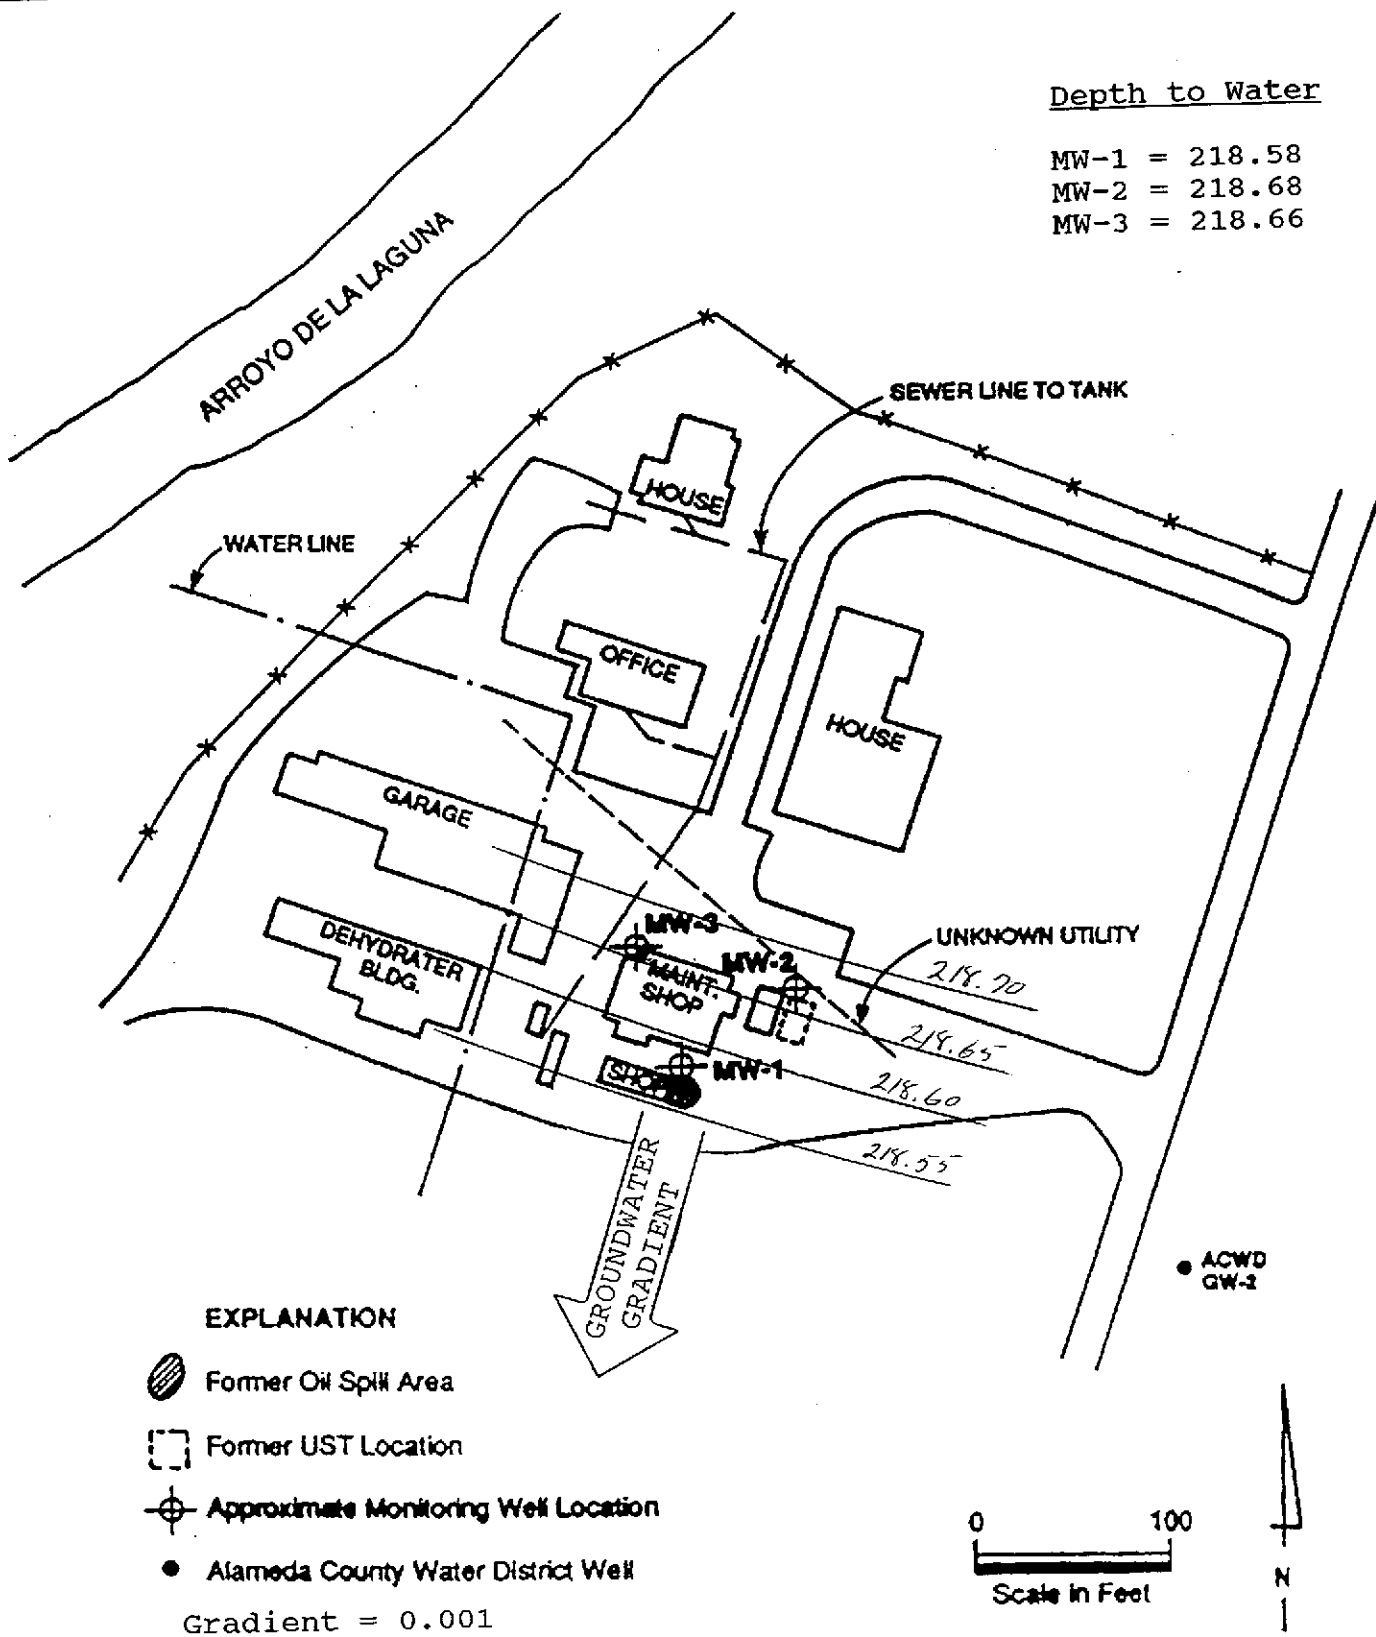 Depth to Water
MW-1 = 218.58
MW-2 = 218.68
MW-3 = 218.66
ARROYO DE LA LAGUNA
SEWER LINE TO TANK
HOUSE
WATER LINE
OFFICE
HOUSE
GARAGE
MW-3
UNKNOWN UTILITY
DEHYDRATER
BLDG.
MW-2
MAINT.
SHOP
218.70
218.65
218.60
218.55
MW-1
SHOP
GROUNDWATER
GRADIENT
ACWD
GW-2
EXPLANATION
Former Oil Spill Area
Former UST Location
Approximate Monitoring Well Location
Alameda County Water District Well
Gradient = 0.001
0 100
Scale in Feet
N